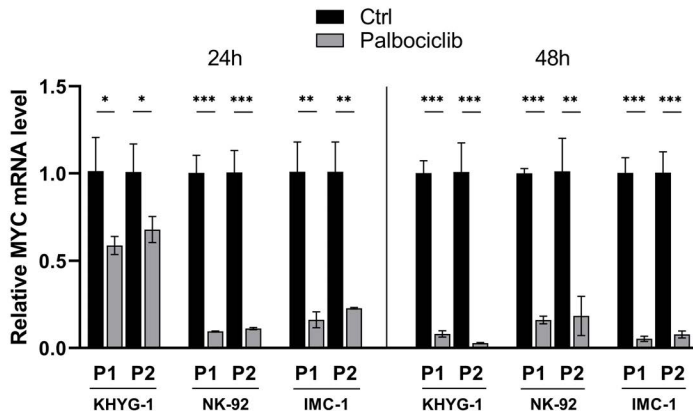 Ctrl
Palbociclib
24h
48h
Relative MYC mRNA level
1.5
1.0
0.5
0.0
* * *** *** ** ** *** *** *** ** *** ***
P1 P2 P1 P2 P1 P2 P1 P2 P1 P2 P1 P2
KHYG-1 NK-92 IMC-1 KHYG-1 NK-92 IMC-1